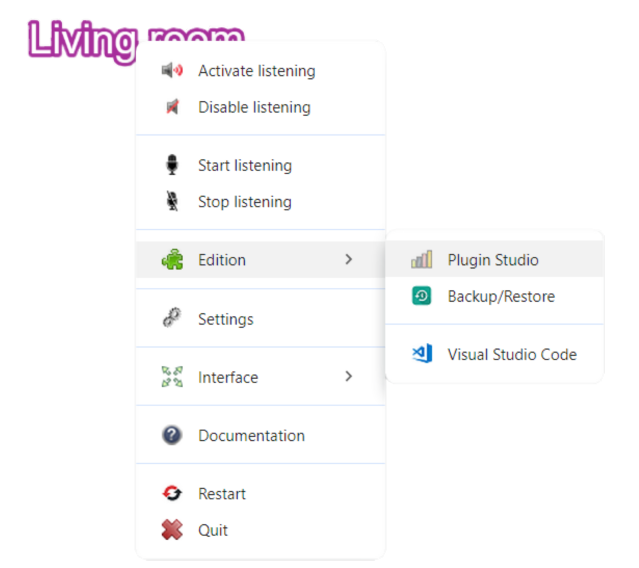 Living room
Activate listening
Disable listening
Start listening
Stop listening
Edition
Plugin Studio
Backup/Restore
Visual Studio Code
Settings
Interface
Documentation
Restart
Quit